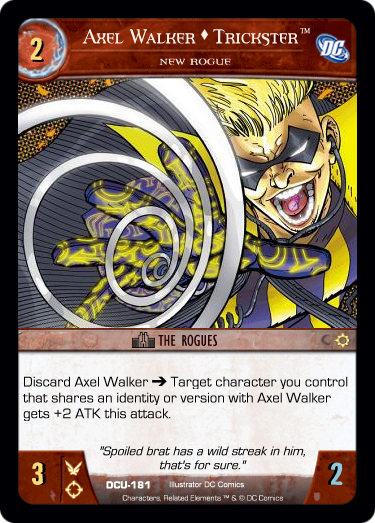 2
AXEL WALKER ♦ TRICKSTER™
DC
NEW ROGUE
THE ROGUES
Discard Axel Walker ➔ Target character you control
that shares an identity or version with Axel Walker
gets +2 ATK this attack.
"Spoiled brat has a wild streak in him,
that's for sure."
3
DCU-181 Illustrator DC Comics
2
Characters, Related Elements ™ & © DC Comics